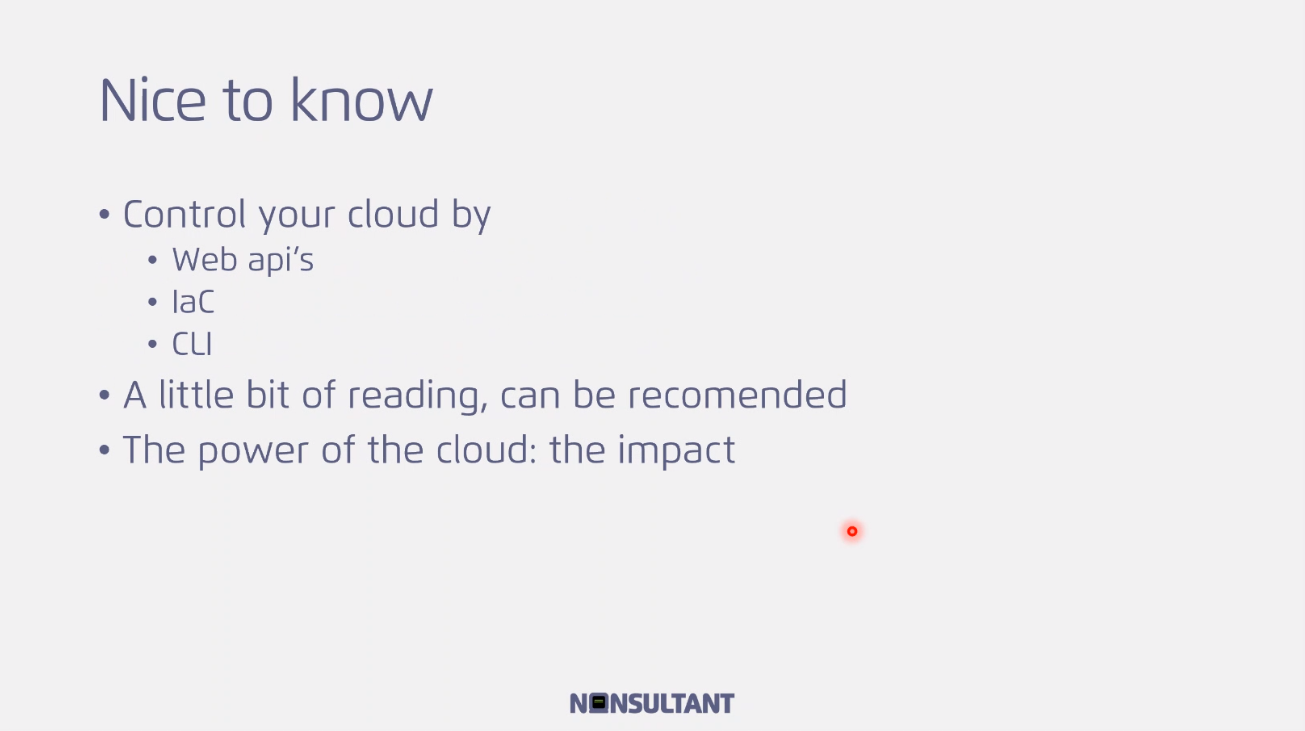 Nice to know
• Control your cloud by
• Web api’s
• IaC
• CLI
• A little bit of reading, can be recomended
• The power of the cloud: the impact
NONSULTANT